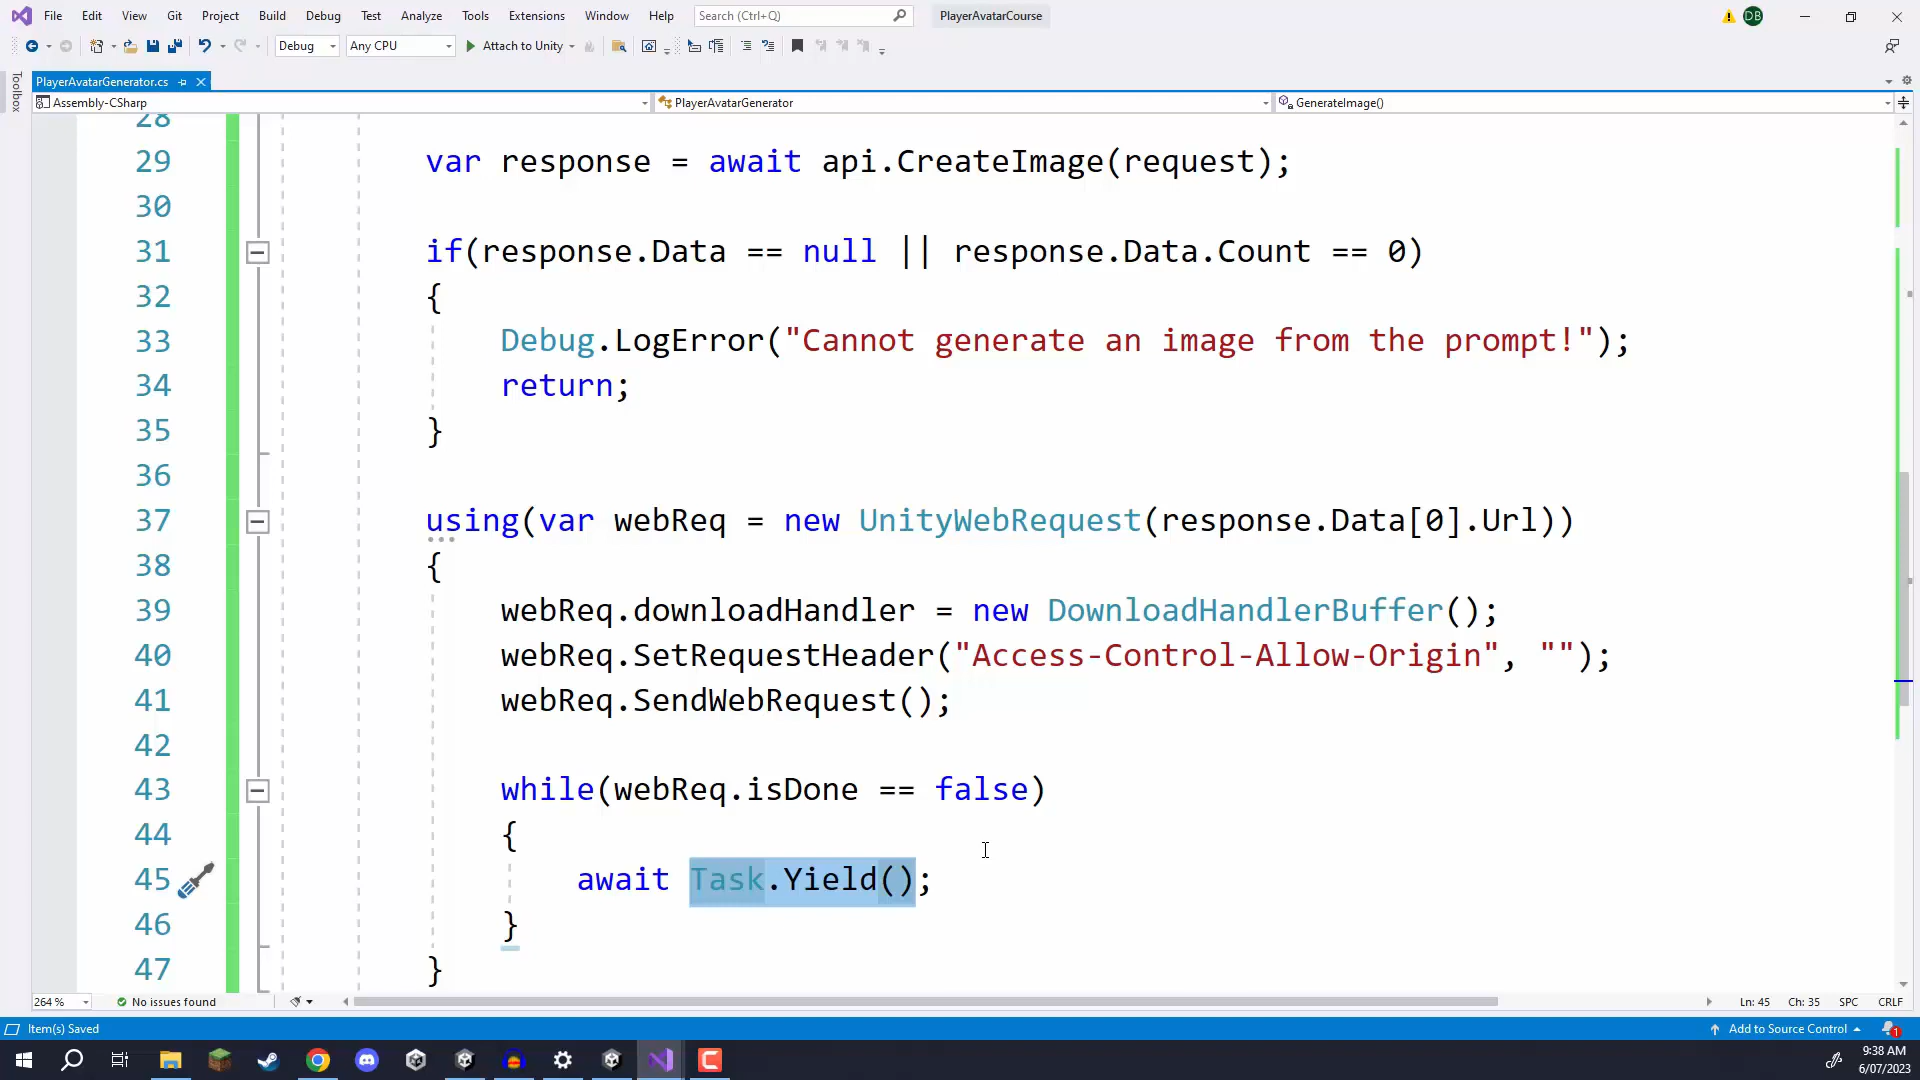 File Edit View Git Project Build Debug Test Analyze Tools Extensions Window Help Search (Ctrl+Q) PlayerAvatarCourse DB
Debug Any CPU Attach to Unity
Toolbox
PlayerAvatarGenerator.cs
Assembly-CSharp PlayerAvatarGenerator GenerateImage()
28
29 var response = await api.CreateImage(request);
30
31 if(response.Data == null || response.Data.Count == 0)
32 {
33 Debug.LogError("Cannot generate an image from the prompt!");
34 return;
35 }
36
37 using(var webReq = new UnityWebRequest(response.Data[0].Url))
38 {
39 webReq.downloadHandler = new DownloadHandlerBuffer();
40 webReq.SetRequestHeader("Access-Control-Allow-Origin", "");
41 webReq.SendWebRequest();
42
43 while(webReq.isDone == false)
44 {
45 await Task.Yield();
46 }
47 }
264 % No issues found Ln: 45 Ch: 35 SPC CRLF
Item(s) Saved Add to Source Control 1
9:38 AM
6/07/2023